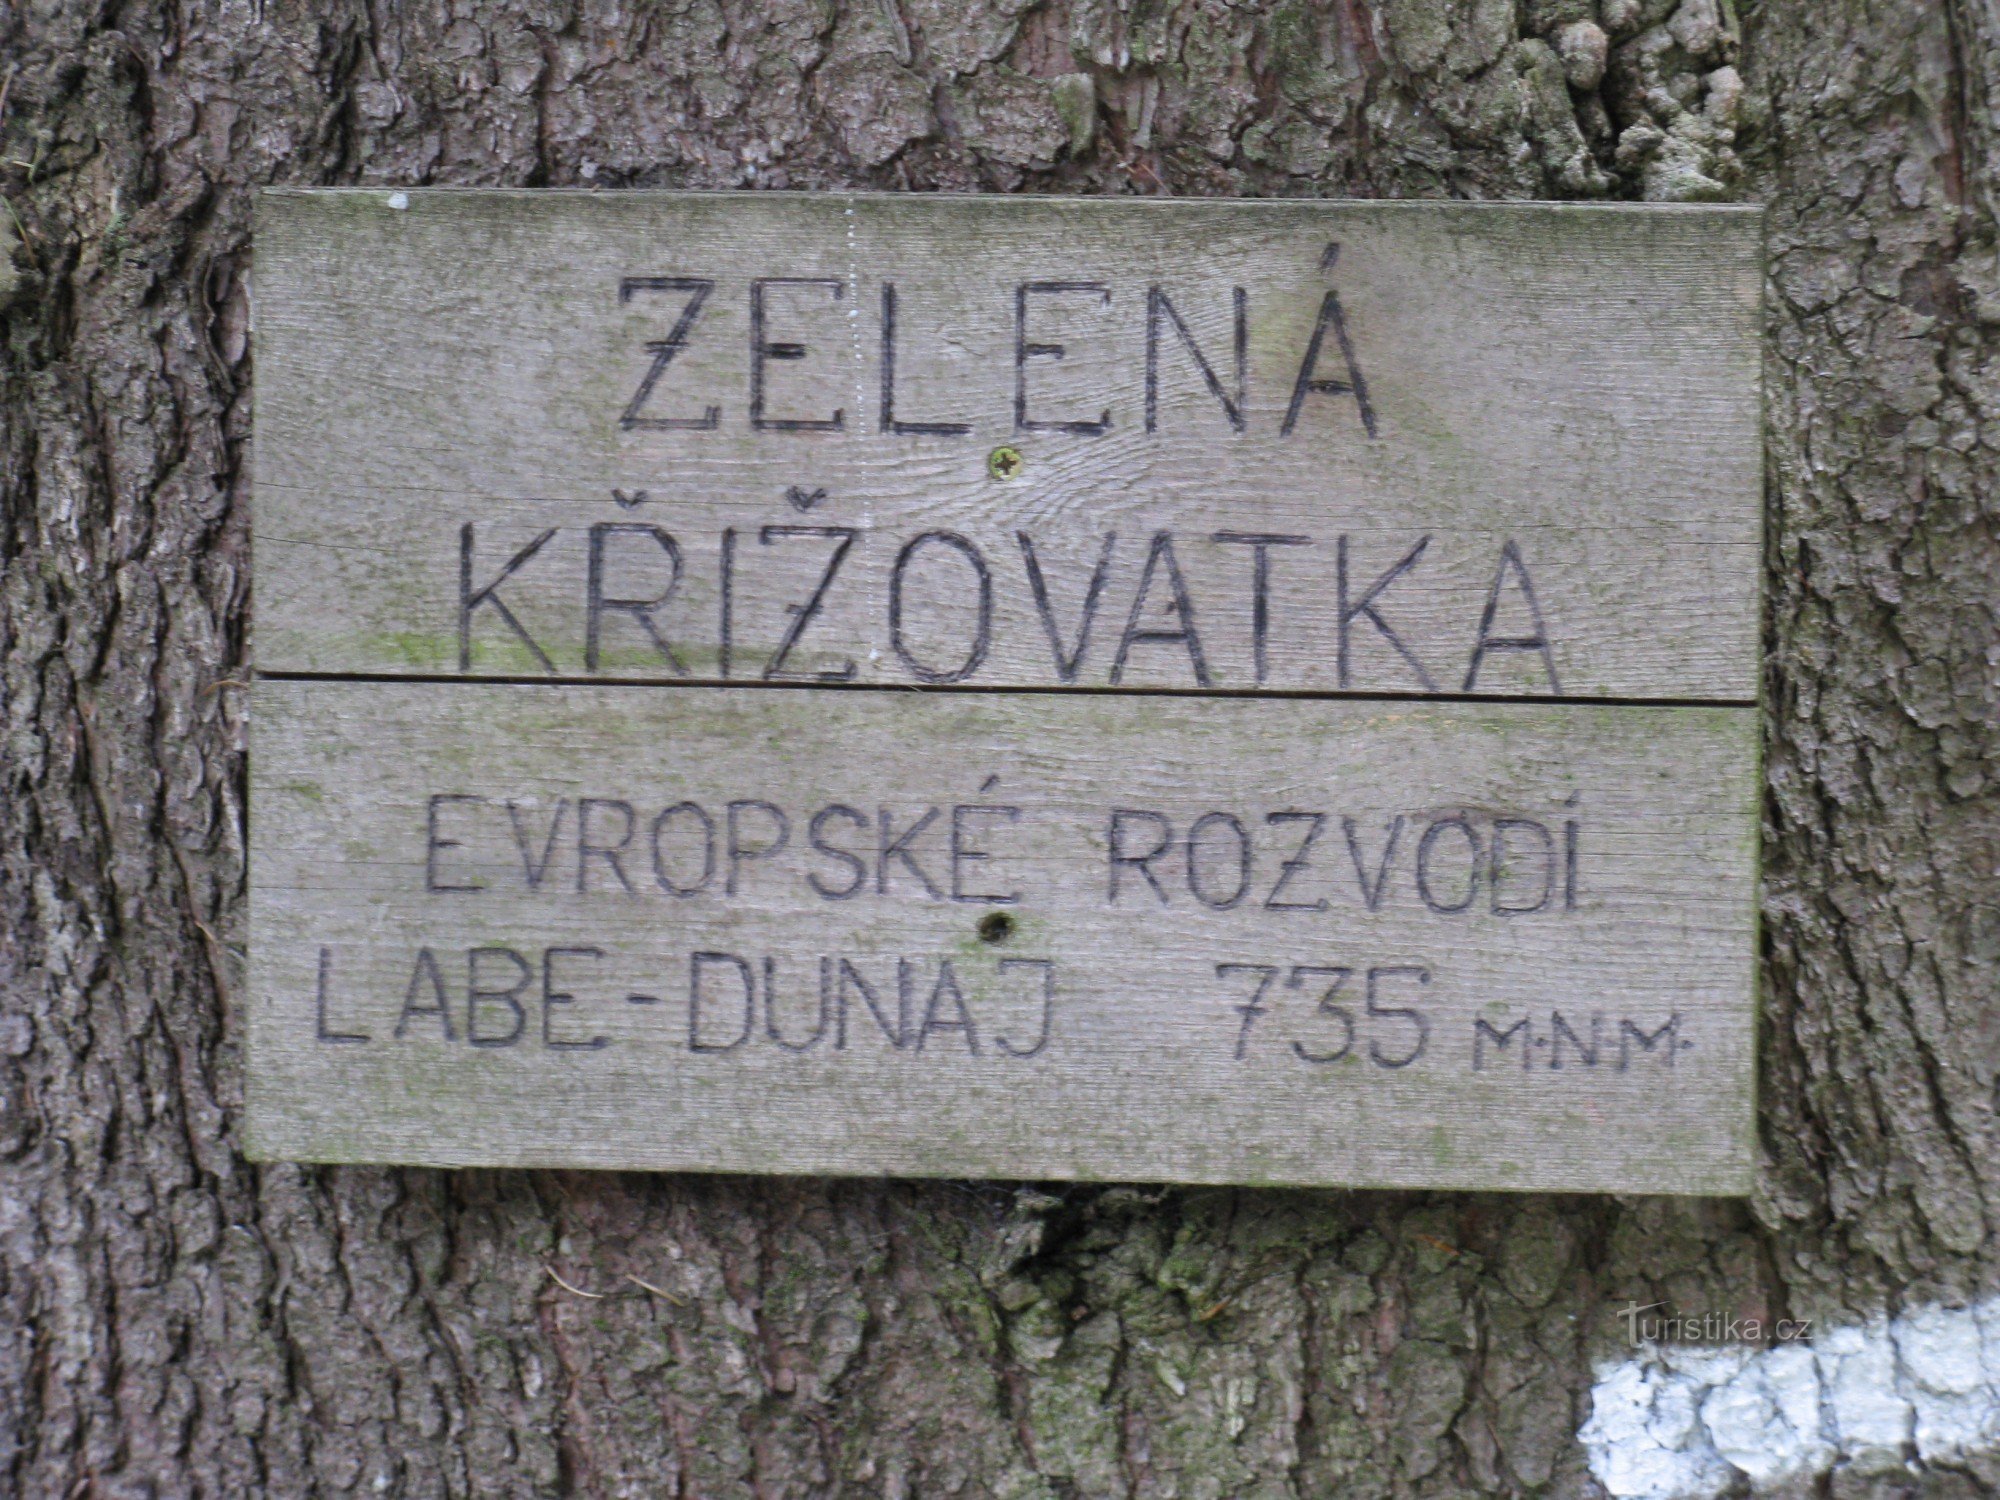 ZELENÁ
KŘIŽOVATKA
EVROPSKÉ ROZVODÍ
LABE - DUNAJ 735 M.N.M.
Turistika.cz